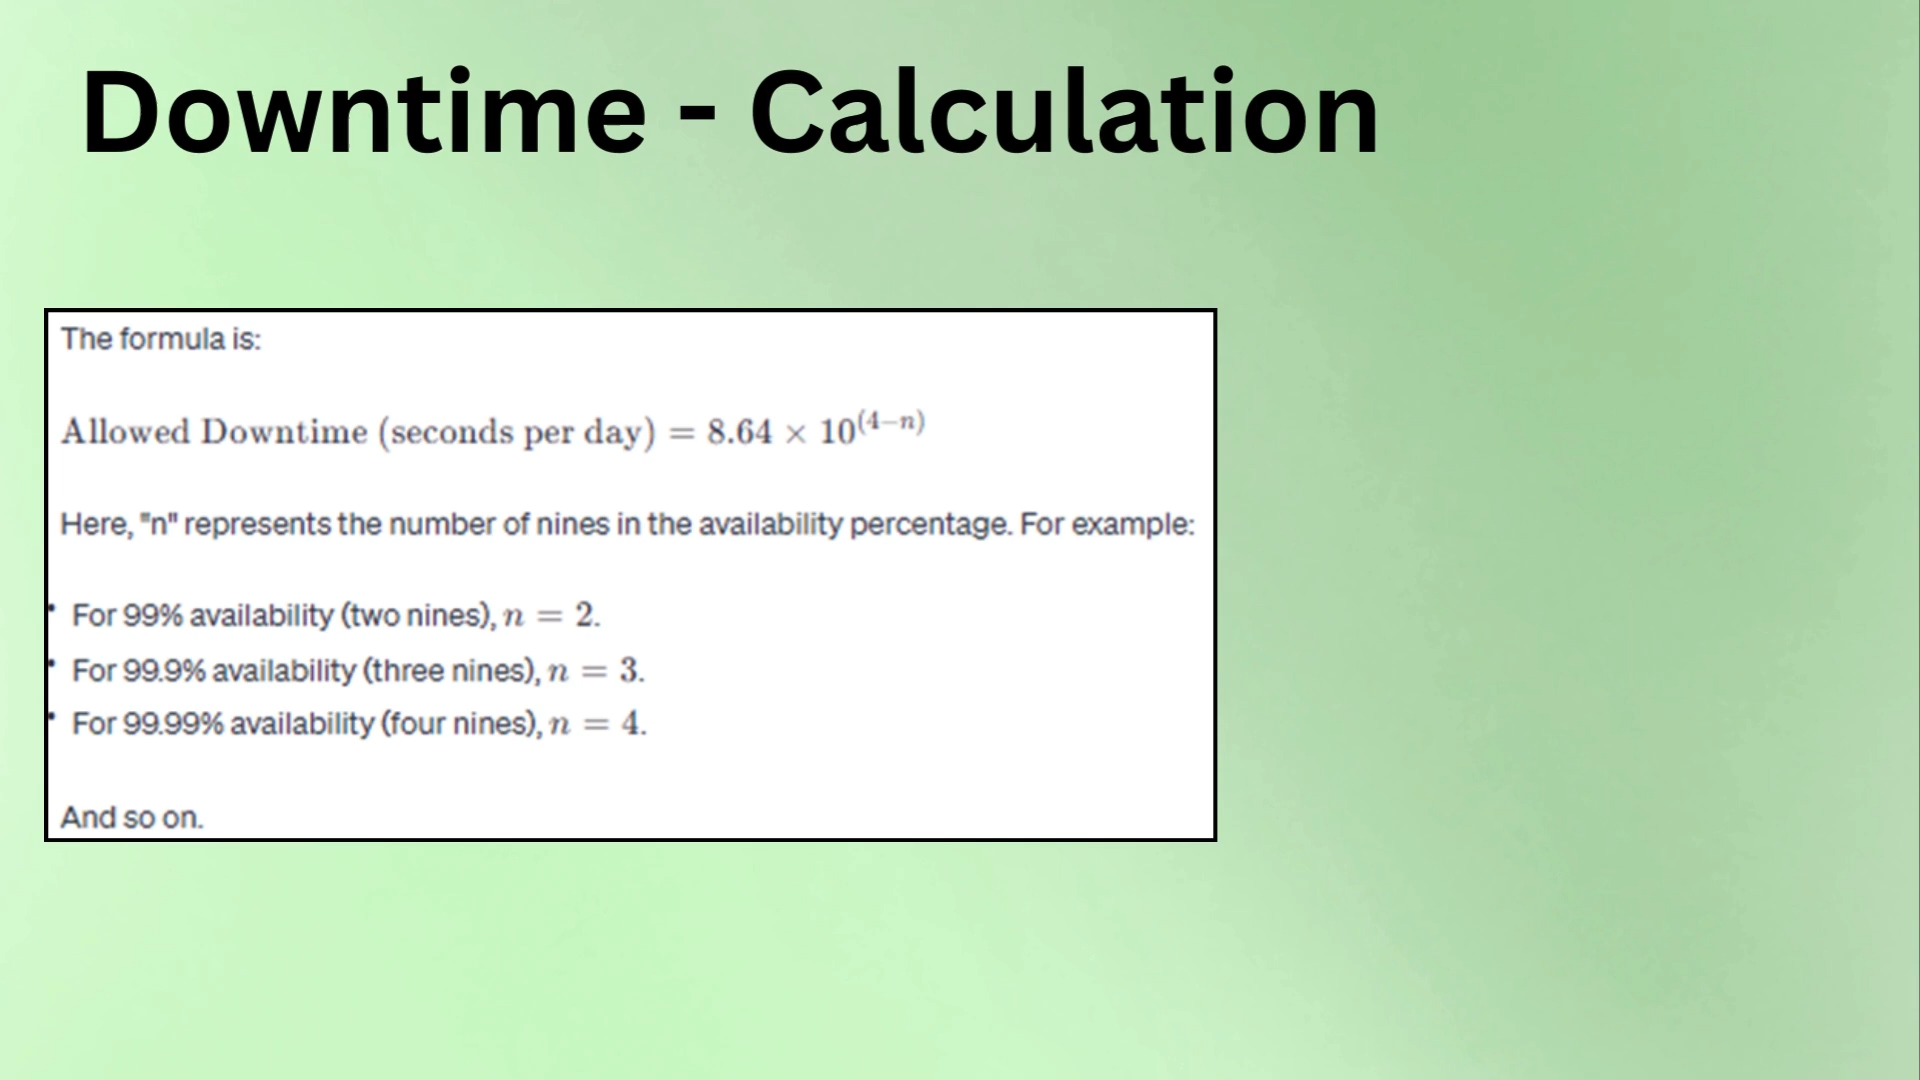 Downtime - Calculation
The formula is:
Allowed Downtime (seconds per day) = 8.64 × 10^(4−n)
Here, "n" represents the number of nines in the availability percentage. For example:
• For 99% availability (two nines), n = 2.
• For 99.9% availability (three nines), n = 3.
• For 99.99% availability (four nines), n = 4.
And so on.